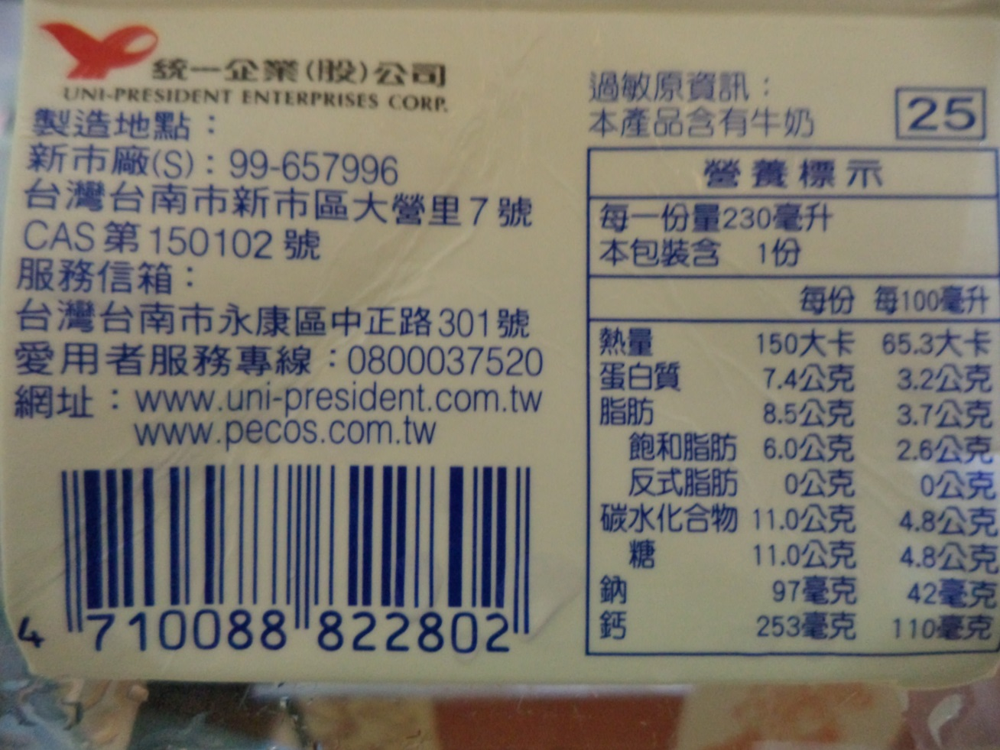 統一企業(股)公司
UNI-PRESIDENT ENTERPRISES CORP.
製造地點：
新市廠(S)：99-657996
台灣台南市新市區大營里7號
CAS第150102號
服務信箱：
台灣台南市永康區中正路301號
愛用者服務專線：0800037520
網址：www.uni-president.com.tw
www.pecos.com.tw
4 710088 822802
過敏原資訊：
本產品含有牛奶
25
營養標示
每一份量230毫升
本包裝含 1份
每份 每100毫升
熱量 150大卡 65.3大卡
蛋白質 7.4公克 3.2公克
脂肪 8.5公克 3.7公克
飽和脂肪 6.0公克 2.6公克
反式脂肪 0公克 0公克
碳水化合物 11.0公克 4.8公克
糖 11.0公克 4.8公克
鈉 97毫克 42毫克
鈣 253毫克 110毫克